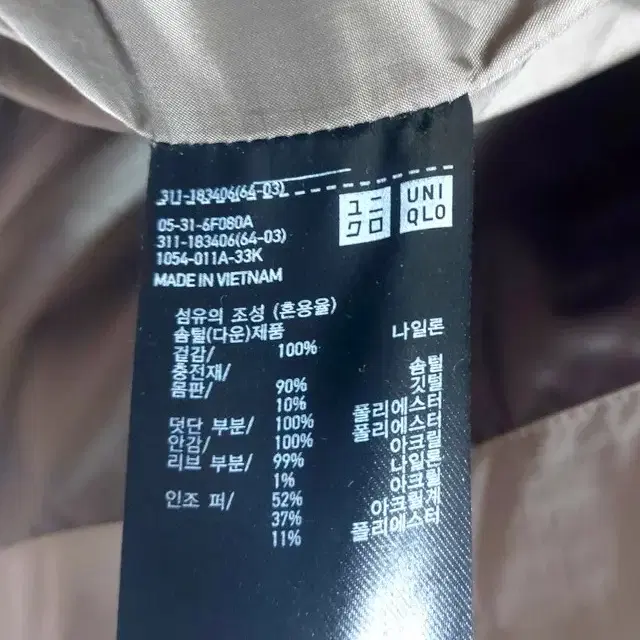 311-183406(64-03)
05-31-6F080A
311-183406(64-03)
1054-011A-33K
MADE IN VIETNAM
ユニ
クロ
UNI
QLO
섬유의 조성 (혼용율)
솜털(다운)제품
겉감/ 100% 나일론
충전재/
몸판/ 90% 솜털
10% 깃털
덧단 부분/ 100% 폴리에스터
안감/ 100% 폴리에스터
리브 부분/ 99% 아크릴
1% 나일론
인조 퍼/ 52% 아크릴
37% 아크릴계
11% 폴리에스터